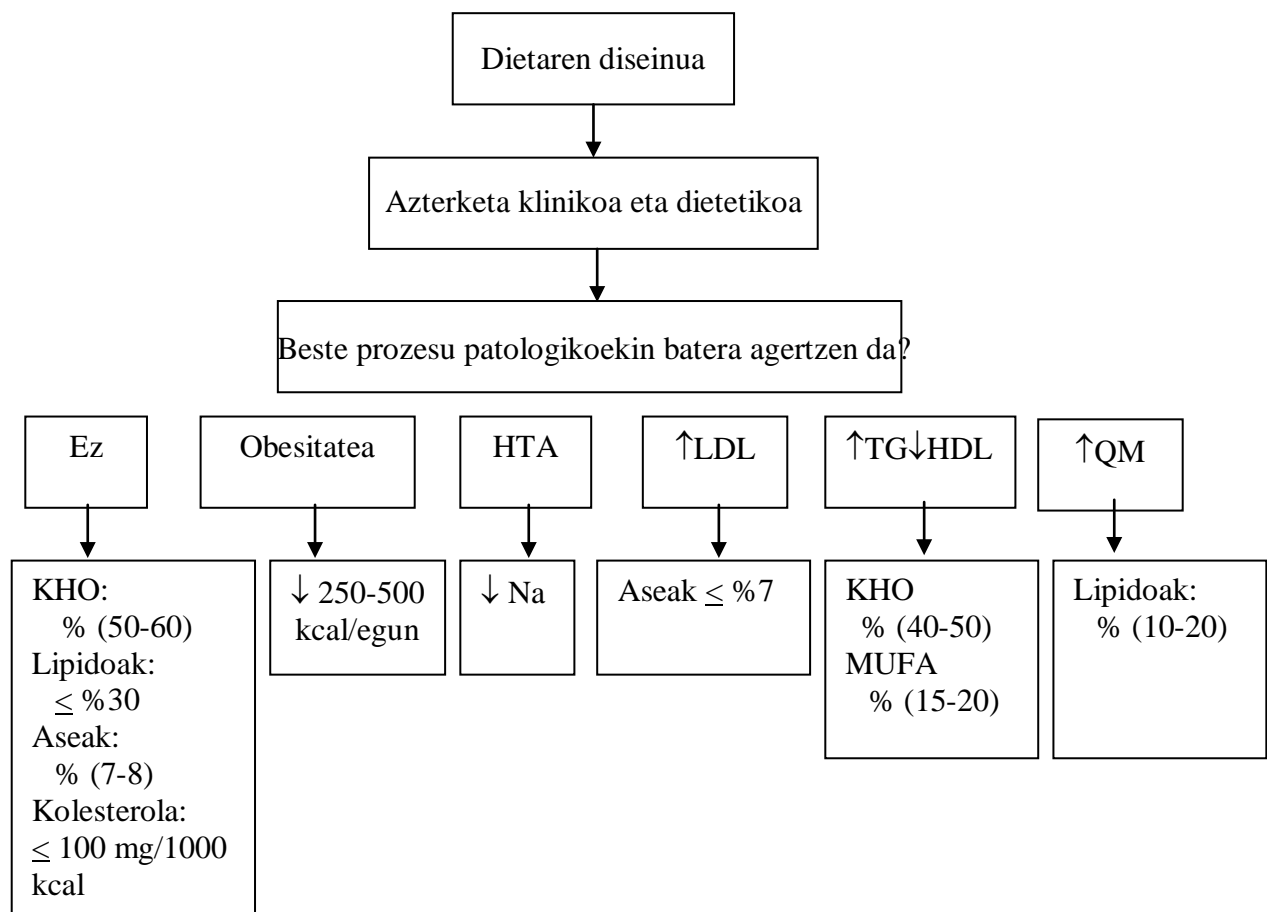 Dietaren diseinua
Azterketa klinikoa eta dietetikoa
Beste prozesu patologikoekin batera agertzen da?
Ez
Obesitatea
HTA
↑LDL
↑TG↓HDL
↑QM
KHO:
% (50-60)
Lipidoak:
≤ %30
Aseak:
% (7-8)
Kolesterola:
≤ 100 mg/1000
kcal
↓ 250-500
kcal/egun
↓ Na
Aseak ≤ %7
KHO
% (40-50)
MUFA
% (15-20)
Lipidoak:
% (10-20)